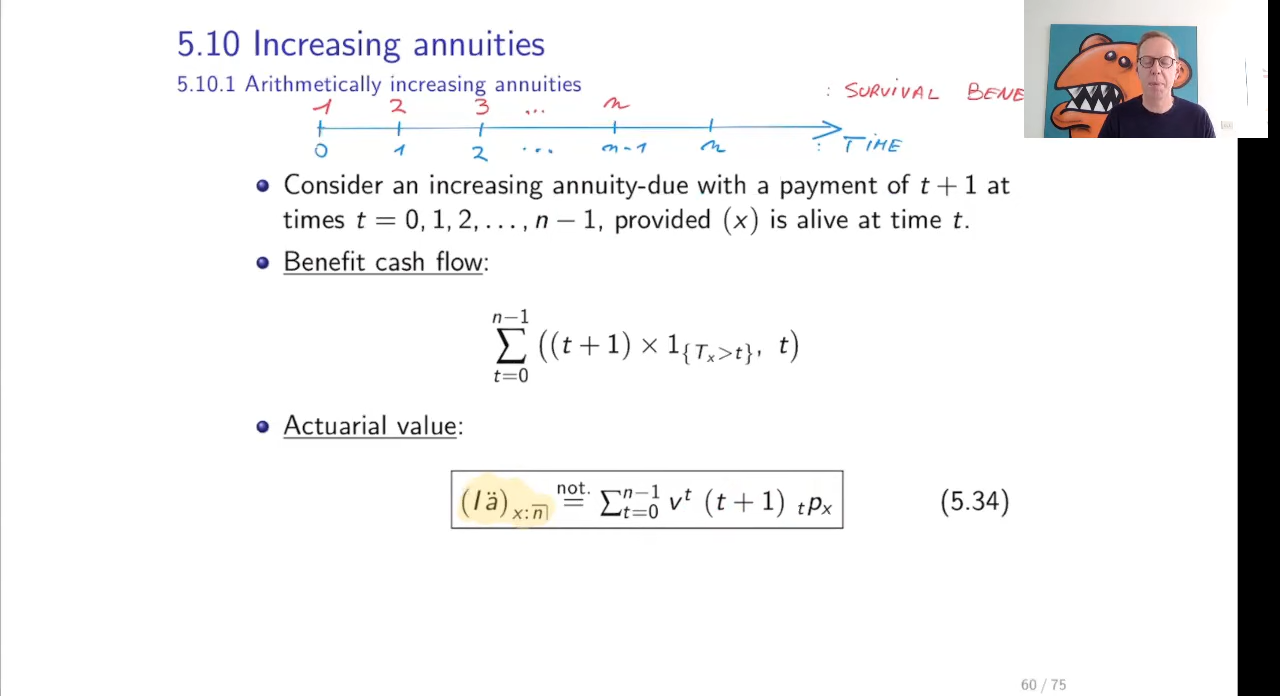 5.10 Increasing annuities
5.10.1 Arithmetically increasing annuities
: SURVIVAL BENE
1 2 3 ... n
0 1 2 ... n-1 n : TIME
• Consider an increasing annuity-due with a payment of t + 1 at
times t = 0, 1, 2, . . . , n − 1, provided (x) is alive at time t.
• Benefit cash flow:
n−1
∑ ((t + 1) × 1{Tₓ>t}, t)
t=0
• Actuarial value:
(I ä) x:n̅| not. = ∑ⁿ⁻¹ₜ₌₀ vᵗ (t + 1) ₜpₓ (5.34)
60 / 75